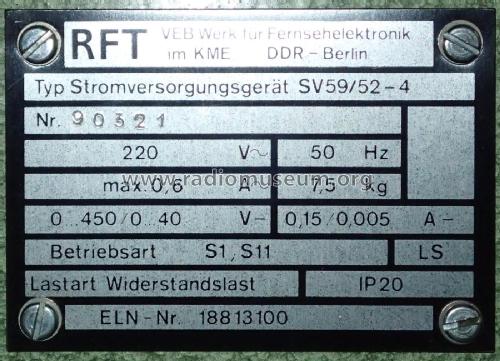 RFT VEB Werk für Fernsehelektronik
im KME DDR-Berlin
Typ Stromversorgungsgerät SV59/52-4
Nr. 90321
220 V~ 50 Hz
www.radiomuseum.org
max. 0,6 A 7,5 kg
0...450/0...40 V- 0,15/0,005 A-
Betriebsart S1, S11 LS
Lastart Widerstandslast IP20
ELN-Nr. 18813100